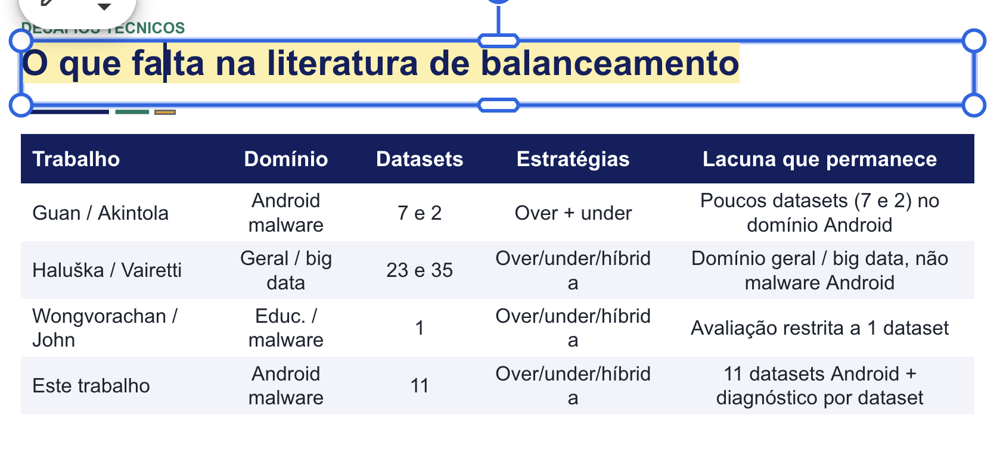 DESAFIOS TÉCNICOS
O que falta na literatura de balanceamento
Trabalho Domínio Datasets Estratégias Lacuna que permanece
Guan / Akintola Android malware 7 e 2 Over + under Poucos datasets (7 e 2) no domínio Android
Haluška / Vairetti Geral / big data 23 e 35 Over/under/híbrida Domínio geral / big data, não malware Android
Wongvorachan / John Educ. / malware 1 Over/under/híbrida Avaliação restrita a 1 dataset
Este trabalho Android malware 11 Over/under/híbrida 11 datasets Android + diagnóstico por dataset